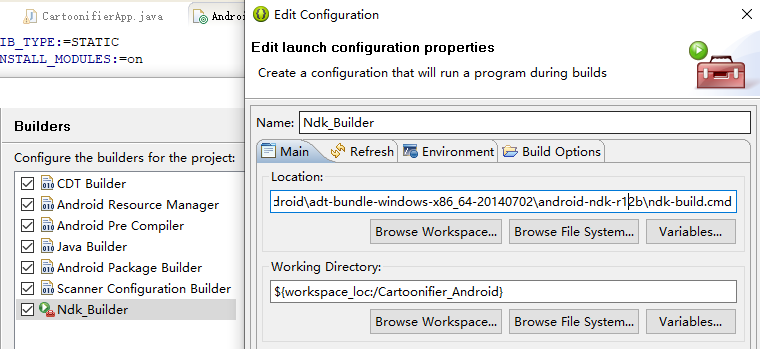 CartoonifierApp.java
Androi
IB_TYPE:=STATIC
NSTALL_MODULES:=on
Builders
Configure the builders for the project:
CDT Builder
Android Resource Manager
Android Pre Compiler
Java Builder
Android Package Builder
Scanner Configuration Builder
Ndk_Builder
Edit Configuration
Edit launch configuration properties
Create a configuration that will run a program during builds
Name: Ndk_Builder
Main Refresh Environment Build Options
Location:
droid\adt-bundle-windows-x86_64-20140702\android-ndk-r12b\ndk-build.cmd
Browse Workspace... Browse File System... Variables...
Working Directory:
${workspace_loc:/Cartoonifier_Android}
Browse Workspace... Browse File System... Variables...